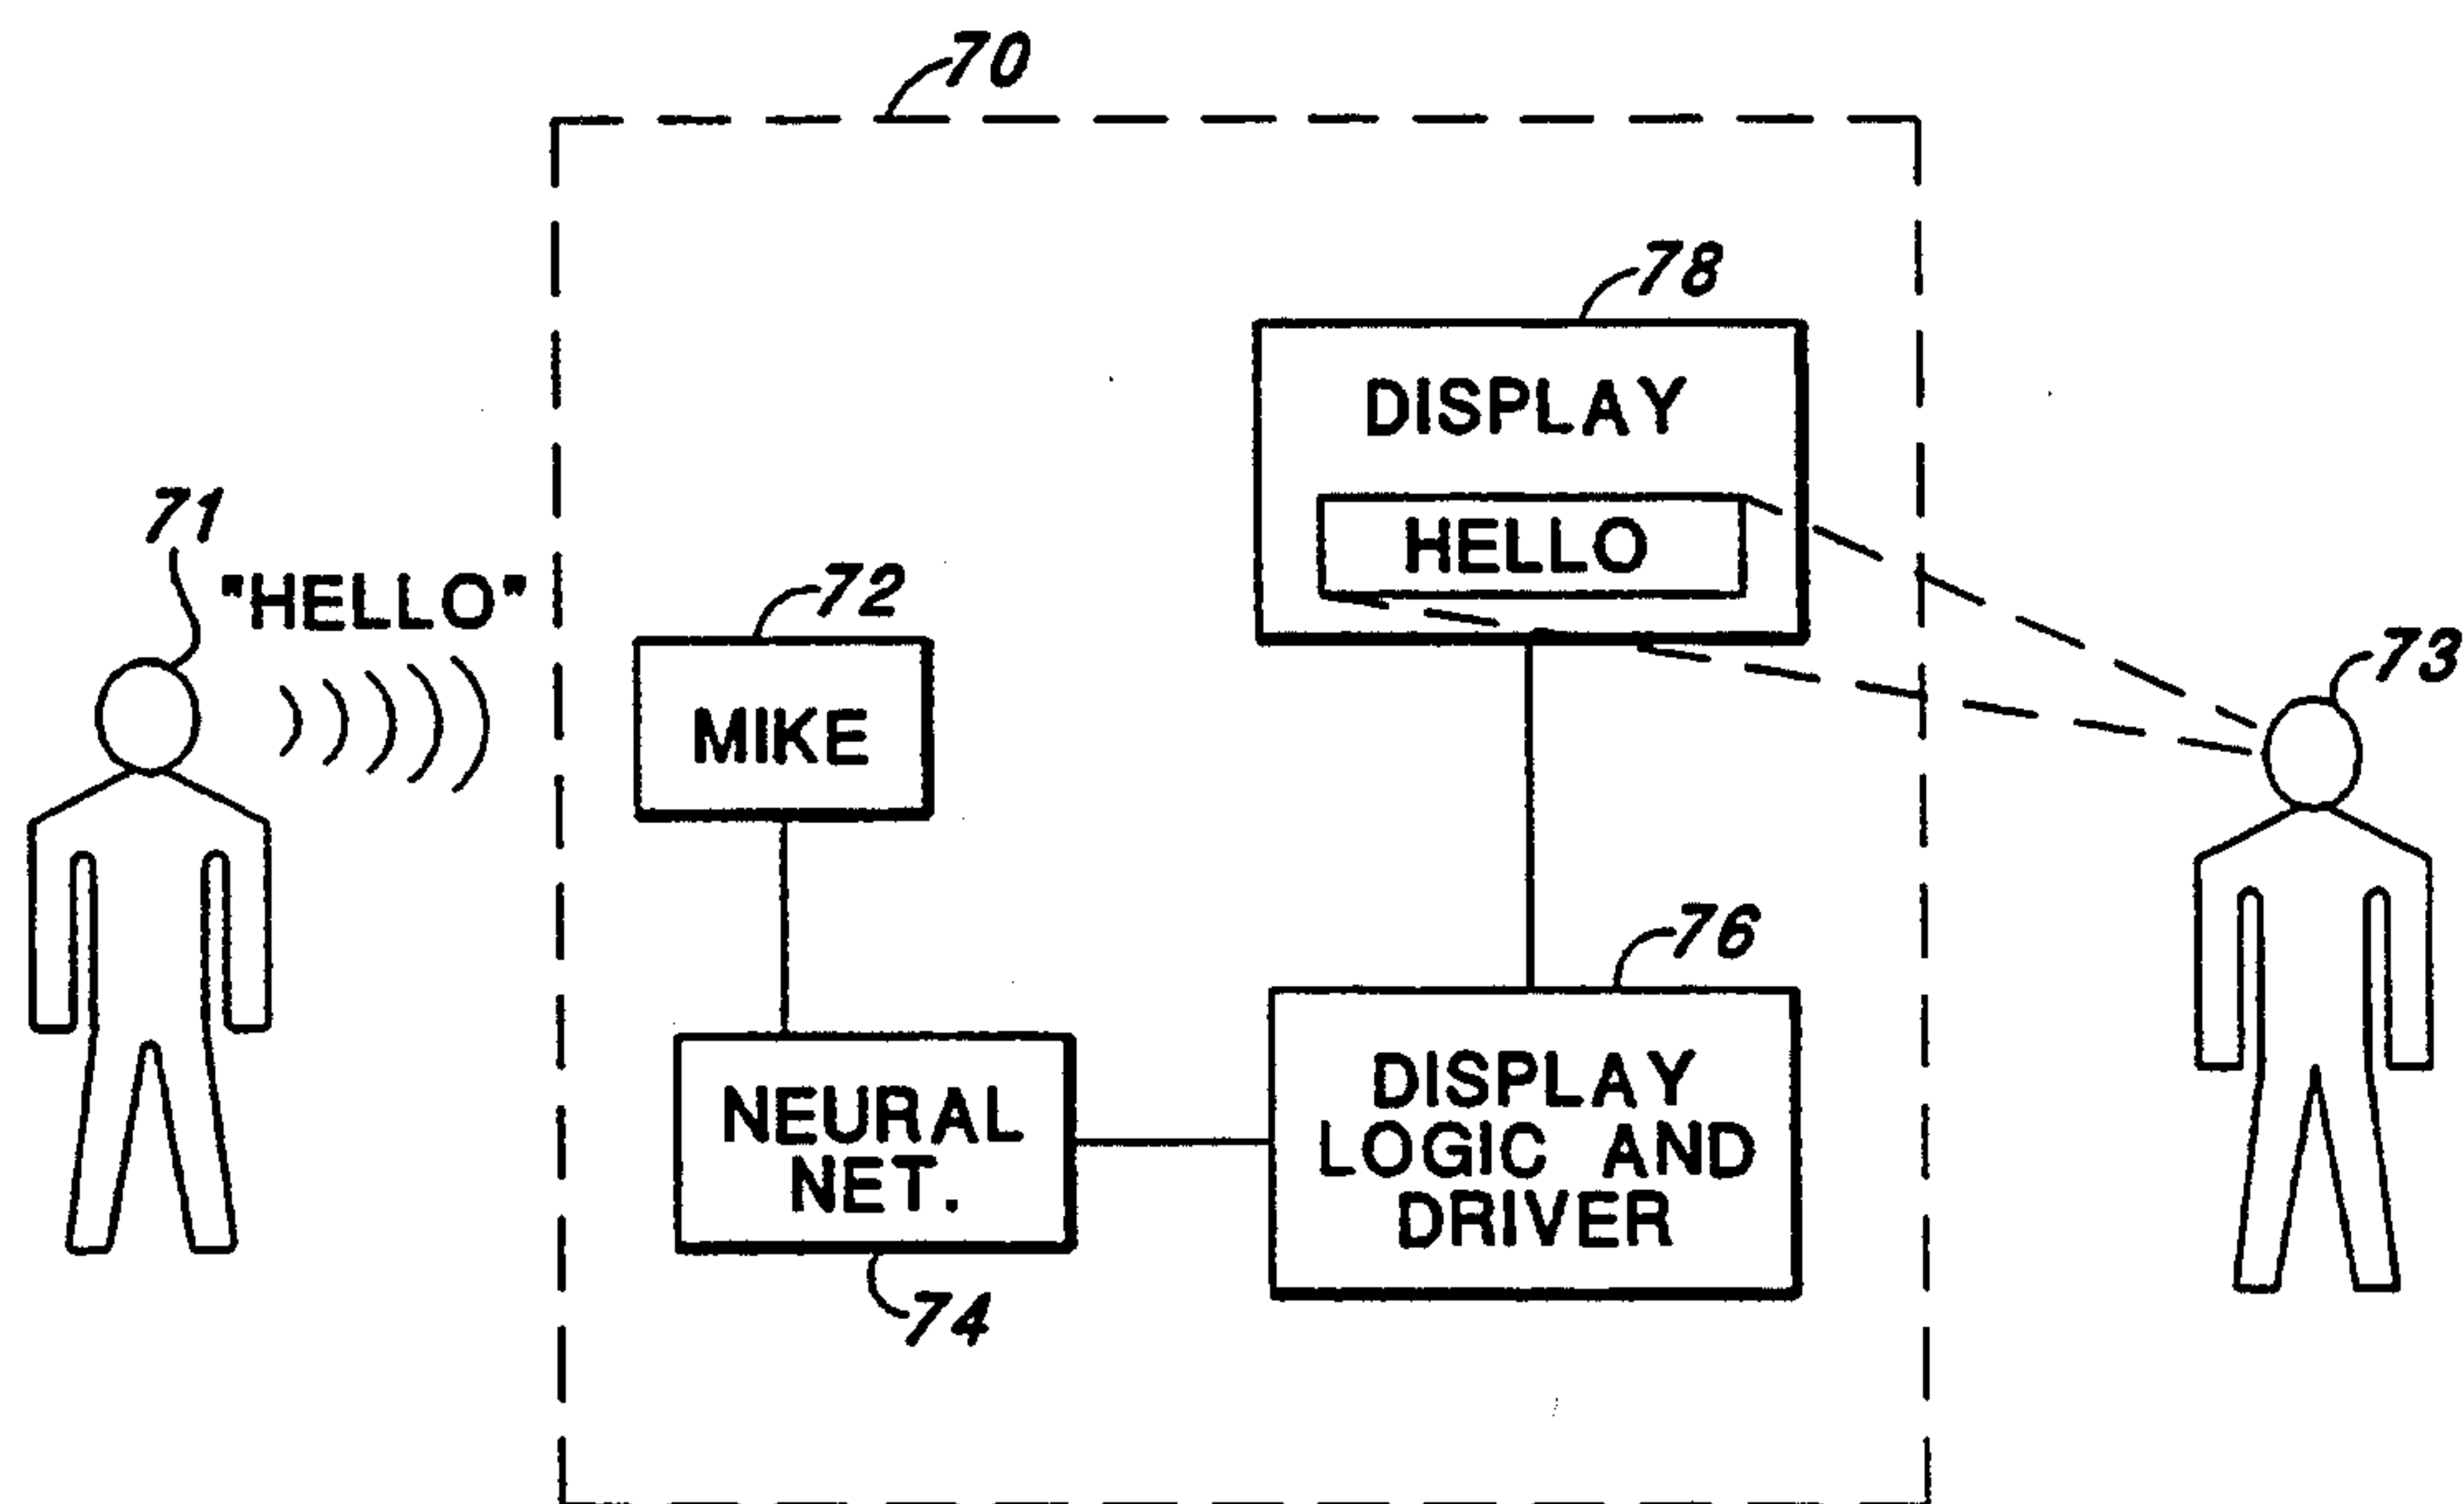 70
78
DISPLAY
HELLO
71
"HELLO"
72
MIKE
73
76
NEURAL
NET.
74
DISPLAY
LOGIC AND
DRIVER